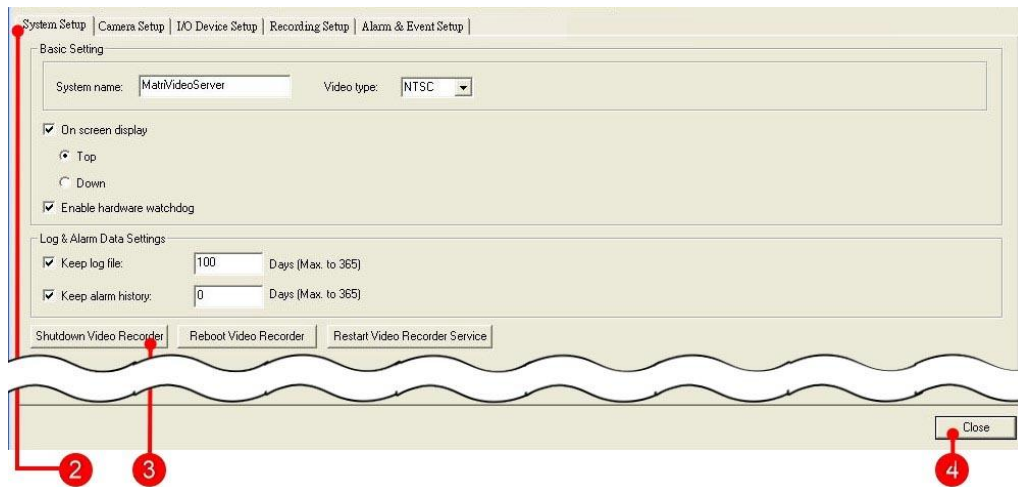 System Setup Camera Setup I/O Device Setup Recording Setup Alarm & Event Setup
Basic Setting
System name: MatriVideoServer Video type: NTSC
On screen display
Top
Down
Enable hardware watchdog
Log & Alarm Data Settings
Keep log file: 100 Days (Max. to 365)
Keep alarm history: 0 Days (Max. to 365)
Shutdown Video Recorder Reboot Video Recorder Restart Video Recorder Service
Close
2 3 4